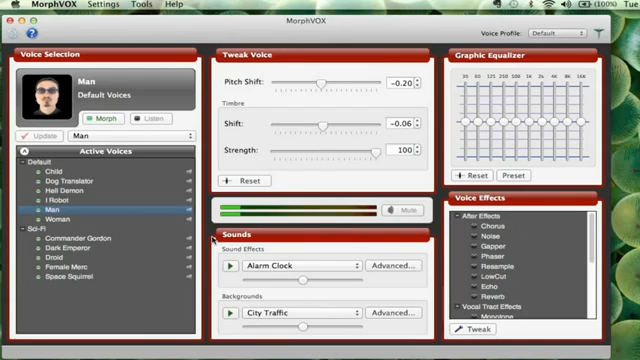 MorphVOX Settings Tools Help
(100%) Tue
MorphVOX
Voice Profile: Default
Voice Selection
Man
Default Voices
Morph Listen
Update Man
Active Voices
Default
Child
Dog Translator
Hell Demon
I Robot
Man
Woman
Sci-Fi
Commander Gordon
Dark Emperor
Droid
Female Merc
Space Squirrel
Tweak Voice
Pitch Shift: -0.20
Timbre
Shift: -0.06
Strength: 100
Reset
Mute
Sounds
Sound Effects
Alarm Clock Advanced...
Backgrounds
City Traffic Advanced...
Graphic Equalizer
30 60 125 250 500 1k 2k 4k 8k 16k
Reset Preset
Voice Effects
After Effects
Chorus
Noise
Gapper
Phaser
Resample
LowCut
Echo
Reverb
Vocal Tract Effects
Monotone
Tweak